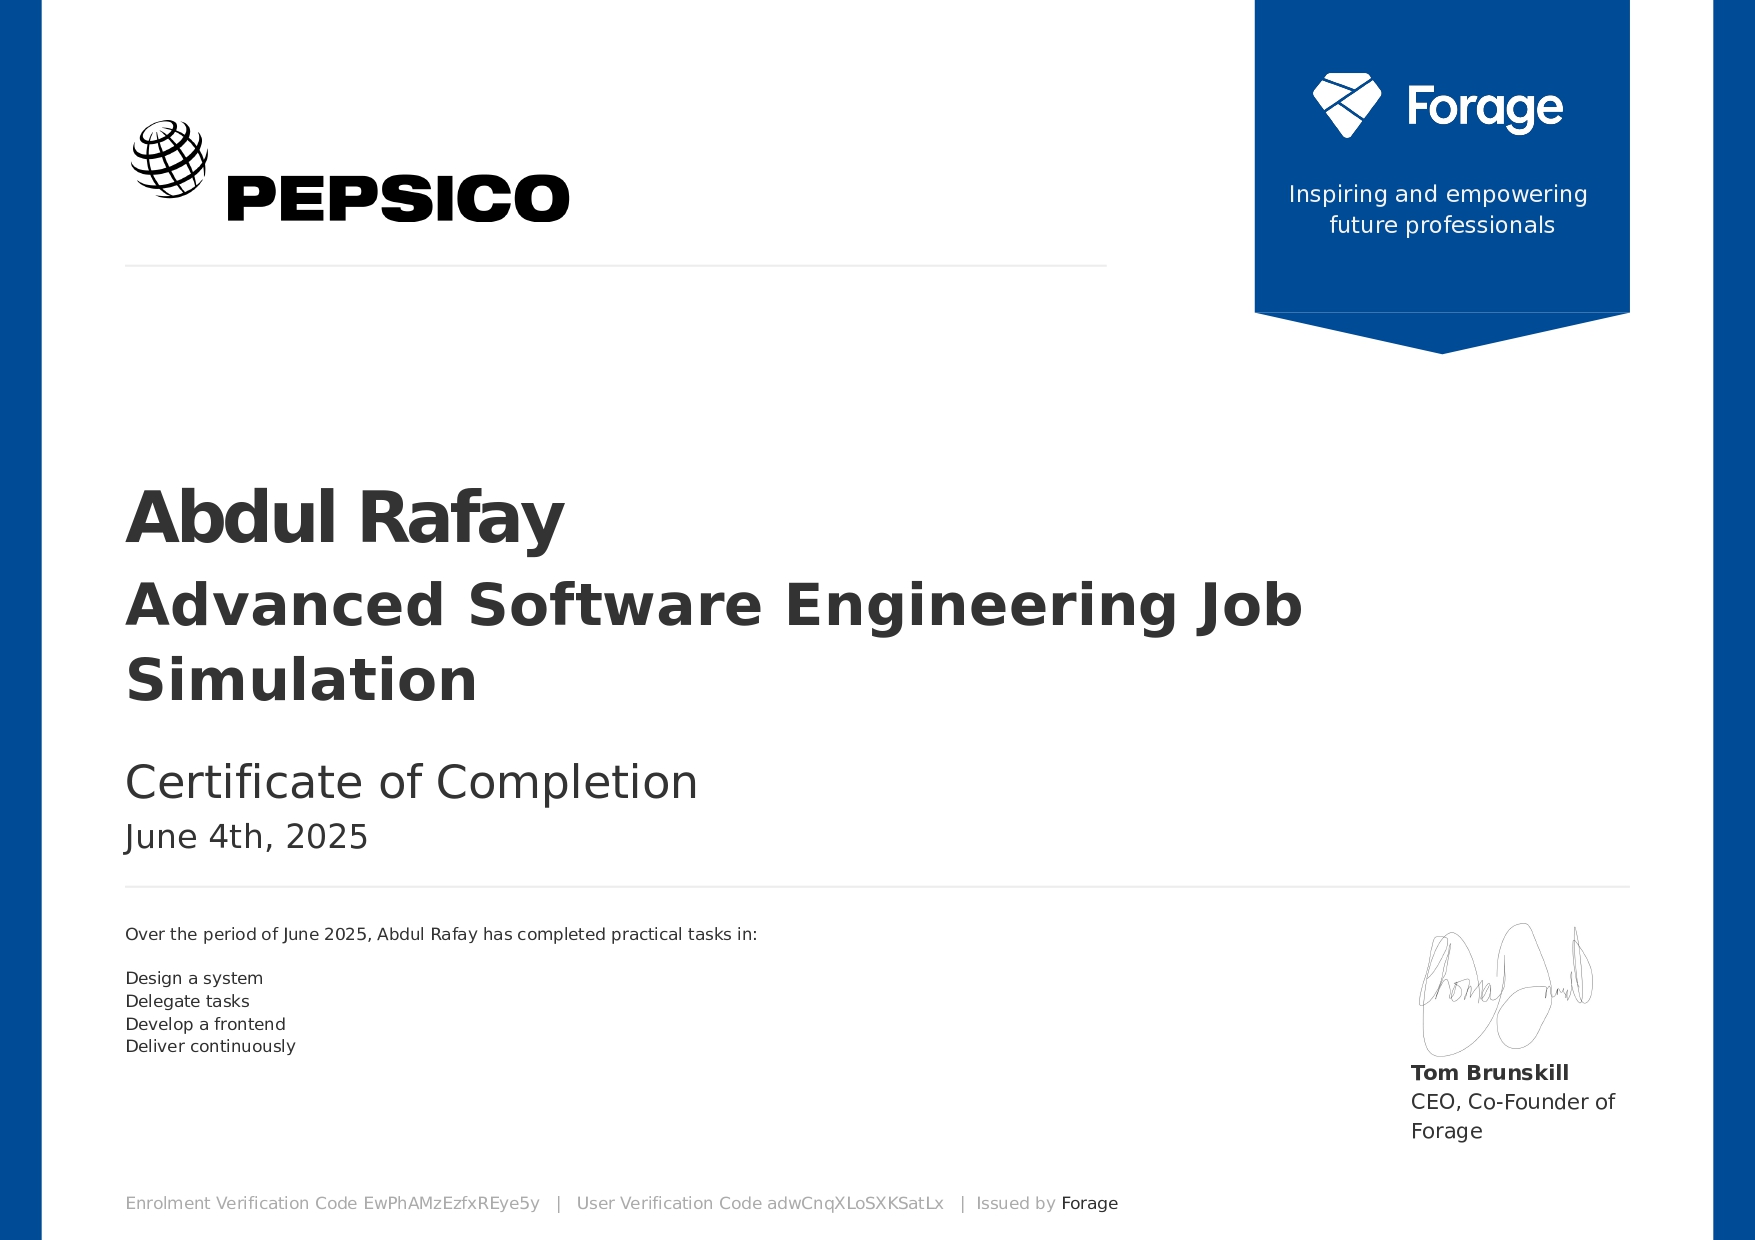 PEPSICO
Forage
Inspiring and empowering
future professionals
Abdul Rafay
Advanced Software Engineering Job
Simulation
Certificate of Completion
June 4th, 2025
Over the period of June 2025, Abdul Rafay has completed practical tasks in:
Design a system
Delegate tasks
Develop a frontend
Deliver continuously
Tom Brunskill
CEO, Co-Founder of
Forage
Enrolment Verification Code EwPhAMzEzfxREye5y | User Verification Code adwCnqXLoSXKSatLx | Issued by Forage